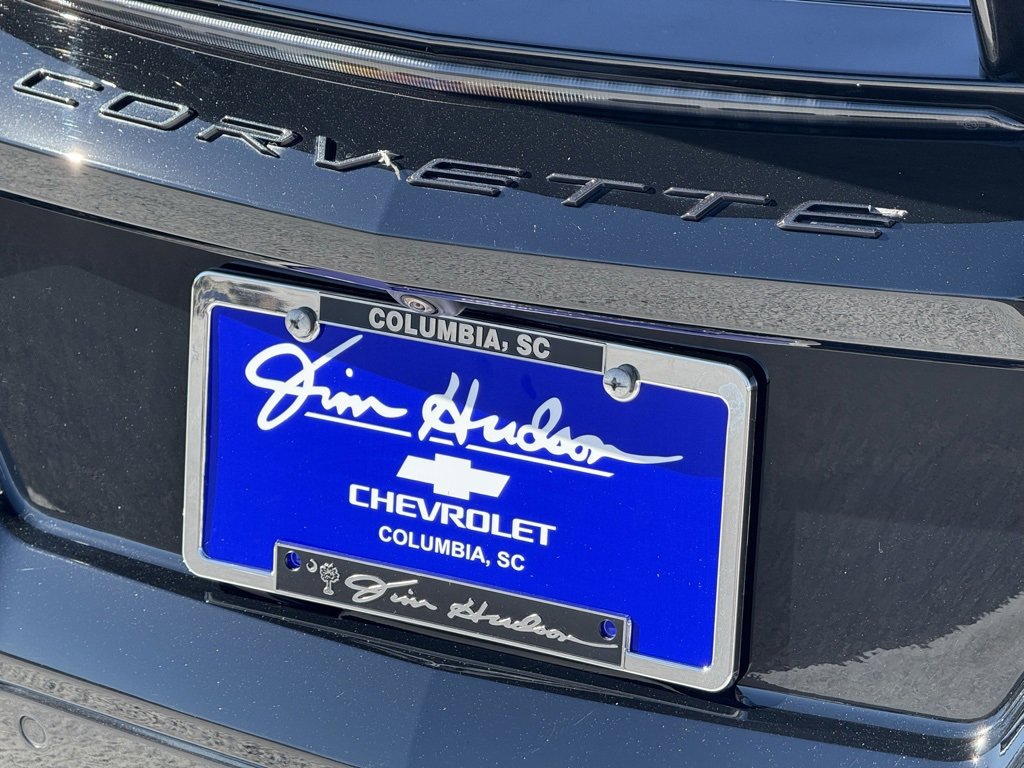 CORVETTE
COLUMBIA, SC
Jim Hudson
CHEVROLET
COLUMBIA, SC
Jim Hudson